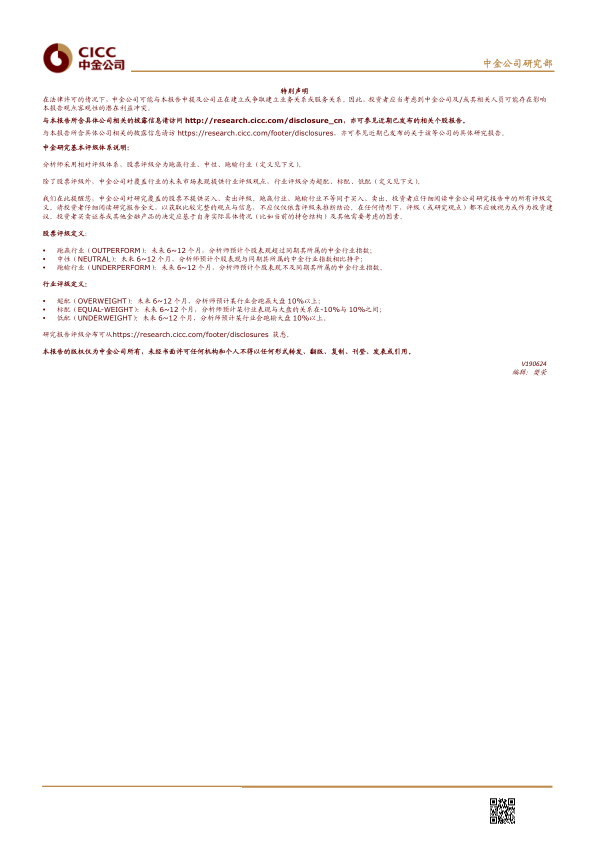 CICC
中金公司
中金公司研究部
特别声明
在法律许可的情况下，中金公司可能与本报告中提及公司正在建立或争取建立业务关系或服务关系。因此，投资者应当考虑到中金公司及/或其相关人员可能存在影响
本报告观点客观性的潜在利益冲突。
与本报告所含具体公司相关的披露信息请访问 http://research.cicc.com/disclosure_cn，亦可参见近期已发布的相关个股报告。
与本报告所含具体公司相关的披露信息请访 https://research.cicc.com/footer/disclosures，亦可参见近期已发布的关于该等公司的具体研究报告。
中金研究基本评级体系说明：
分析师采用相对评级体系，股票评级分为跑赢行业、中性、跑输行业（定义见下文）。
除了股票评级外，中金公司对覆盖行业的未来市场表现提供行业评级观点，行业评级分为超配、标配、低配（定义见下文）。
我们在此提醒您，中金公司对研究覆盖的股票不提供买入、卖出评级。跑赢行业、跑输行业不等同于买入、卖出。投资者应仔细阅读中金公司研究报告中的所有评级定
义。请投资者仔细阅读研究报告全文，以获取比较完整的观点与信息，不应仅仅依靠评级来推断结论。在任何情形下，评级（或研究观点）都不应被视为或作为投资建
议。投资者买卖证券或其他金融产品的决定应基于自身实际具体情况（比如当前的持仓结构）及其他需要考虑的因素。
股票评级定义：
• 跑赢行业（OUTPERFORM）：未来 6~12 个月，分析师预计个股表现超过同期其所属的中金行业指数；
• 中性（NEUTRAL）：未来 6~12 个月，分析师预计个股表现与同期其所属的中金行业指数相比持平；
• 跑输行业（UNDERPERFORM）：未来 6~12 个月，分析师预计个股表现不及同期其所属的中金行业指数。
行业评级定义：
• 超配（OVERWEIGHT）：未来 6~12 个月，分析师预计某行业会跑赢大盘 10%以上；
• 标配（EQUAL-WEIGHT）：未来 6~12 个月，分析师预计某行业表现与大盘的关系在-10%与 10%之间；
• 低配（UNDERWEIGHT）：未来 6~12 个月，分析师预计某行业会跑输大盘 10%以上。
研究报告评级分布可从https://research.cicc.com/footer/disclosures 获悉。
本报告的版权仅为中金公司所有，未经书面许可任何机构和个人不得以任何形式转发、翻版、复制、刊登、发表或引用。
V190624
编辑：